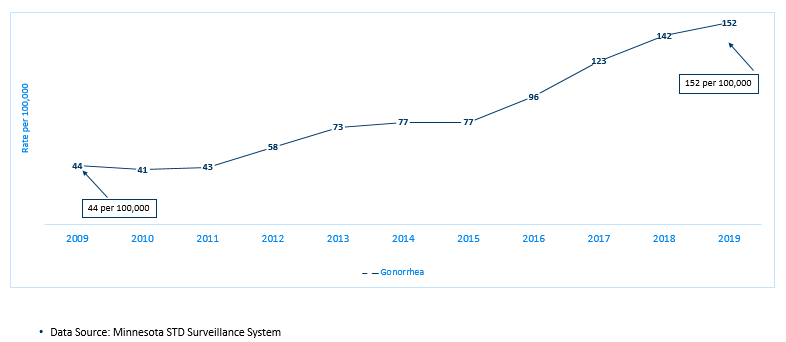 152
142
123
152 per 100,000
96
77
77
73
58
44
41
43
44 per 100,000
Rate per 100,000
2009 2010 2011 2012 2013 2014 2015 2016 2017 2018 2019
Gonorrhea
• Data Source: Minnesota STD Surveillance System